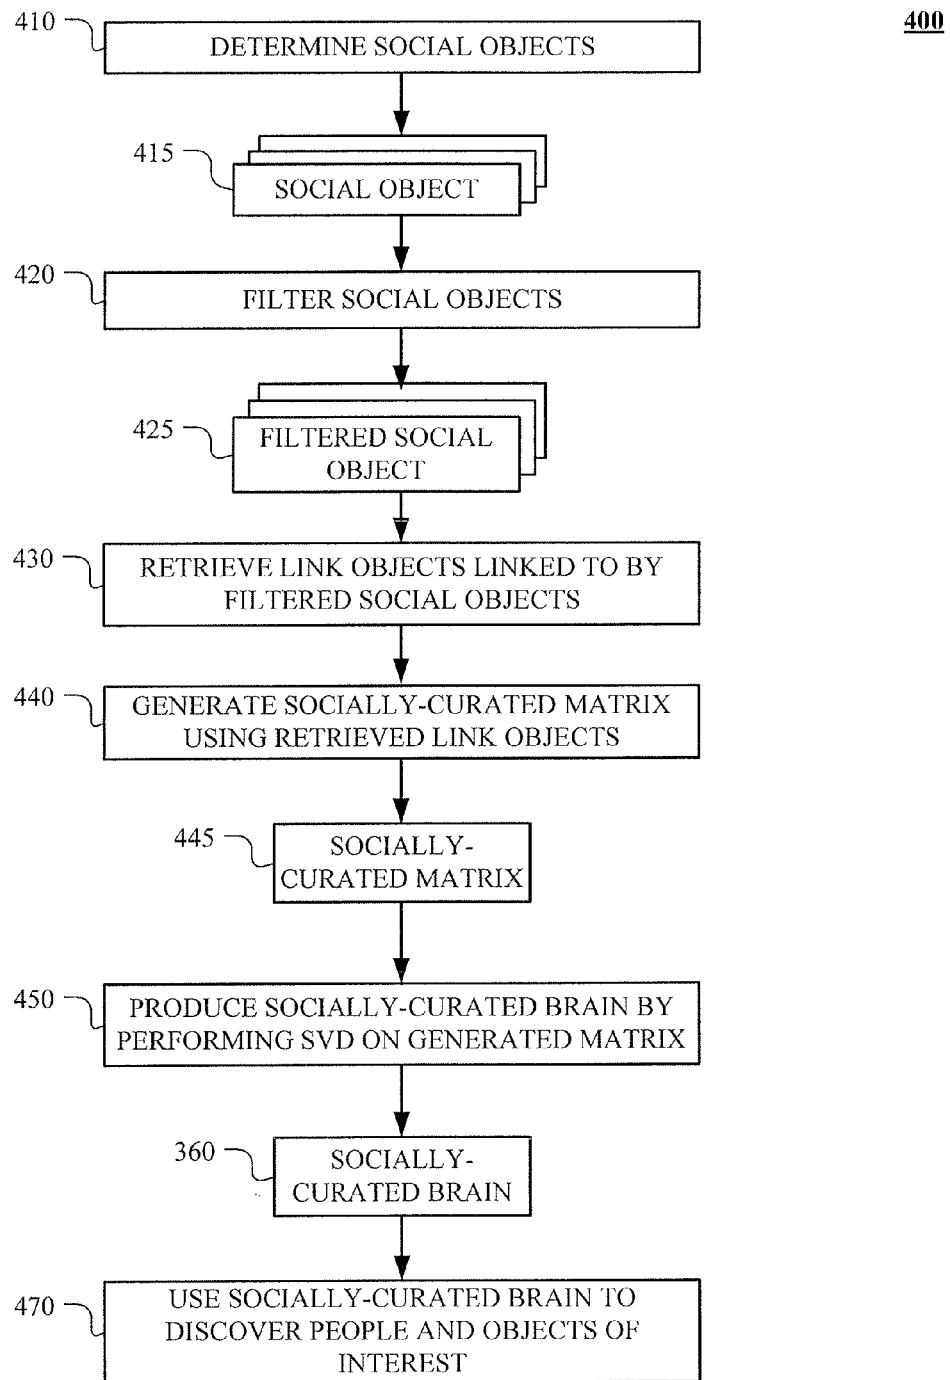 400
410
DETERMINE SOCIAL OBJECTS
415
SOCIAL OBJECT
420
FILTER SOCIAL OBJECTS
425
FILTERED SOCIAL
OBJECT
430
RETRIEVE LINK OBJECTS LINKED TO BY
FILTERED SOCIAL OBJECTS
440
GENERATE SOCIALLY-CURATED MATRIX
USING RETRIEVED LINK OBJECTS
445
SOCIALLY-
CURATED MATRIX
450
PRODUCE SOCIALLY-CURATED BRAIN BY
PERFORMING SVD ON GENERATED MATRIX
360
SOCIALLY-
CURATED BRAIN
470
USE SOCIALLY-CURATED BRAIN TO
DISCOVER PEOPLE AND OBJECTS OF
INTEREST